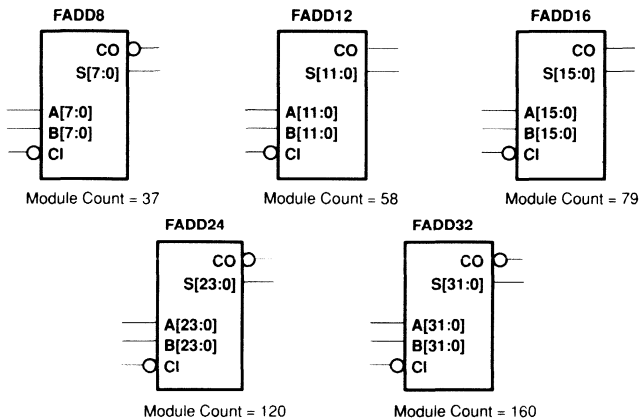 FADD8
CO
S[7:0]
A[7:0]
B[7:0]
CI
Module Count = 37
FADD12
CO
S[11:0]
A[11:0]
B[11:0]
CI
Module Count = 58
FADD16
CO
S[15:0]
A[15:0]
B[15:0]
CI
Module Count = 79
FADD24
CO
S[23:0]
A[23:0]
B[23:0]
CI
Module Count = 120
FADD32
CO
S[31:0]
A[31:0]
B[31:0]
CI
Module Count = 160